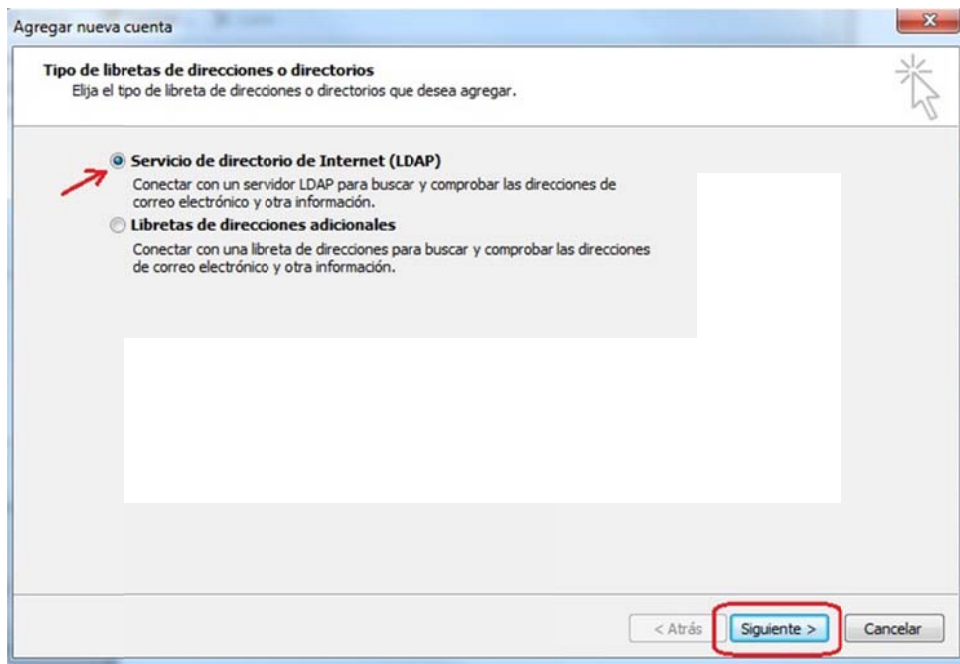 Agregar nueva cuenta
Tipo de libretas de direcciones o directorios
Elija el tipo de libreta de direcciones o directorios que desea agregar.
Servicio de directorio de Internet (LDAP)
Conectar con un servidor LDAP para buscar y comprobar las direcciones de
correo electrónico y otra información.
Libretas de direcciones adicionales
Conectar con una libreta de direcciones para buscar y comprobar las direcciones
de correo electrónico y otra información.
< Atrás
Siguiente >
Cancelar